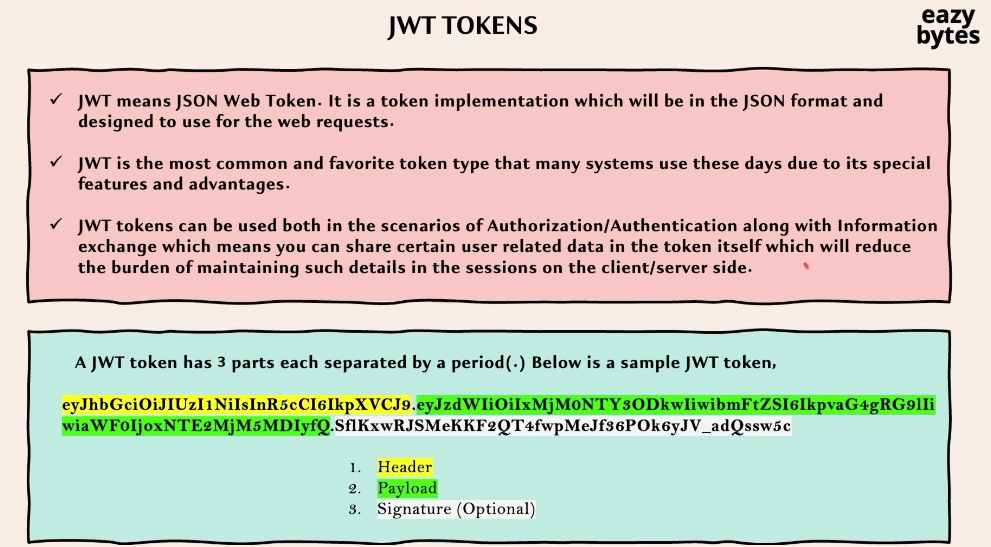 JWT TOKENS
eazy
bytes
✓ JWT means JSON Web Token. It is a token implementation which will be in the JSON format and
designed to use for the web requests.
✓ JWT is the most common and favorite token type that many systems use these days due to its special
features and advantages.
✓ JWT tokens can be used both in the scenarios of Authorization/Authentication along with Information
exchange which means you can share certain user related data in the token itself which will reduce
the burden of maintaining such details in the sessions on the client/server side.
A JWT token has 3 parts each separated by a period(.) Below is a sample JWT token,
eyJhbGciOiJIUzI1NiIsInR5cCI6IkpXVCJ9.eyJzdWIiOiIxMjM0NTY3ODkwIiwibmFtZSI6IkpvaG4gRG9lIi
wiaWF0IjoxNTE2MjM5MDIyfQ.SflKxwRJSMeKKF2QT4fwpMeJf36POk6yJV_adQssw5c
1. Header
2. Payload
3. Signature (Optional)